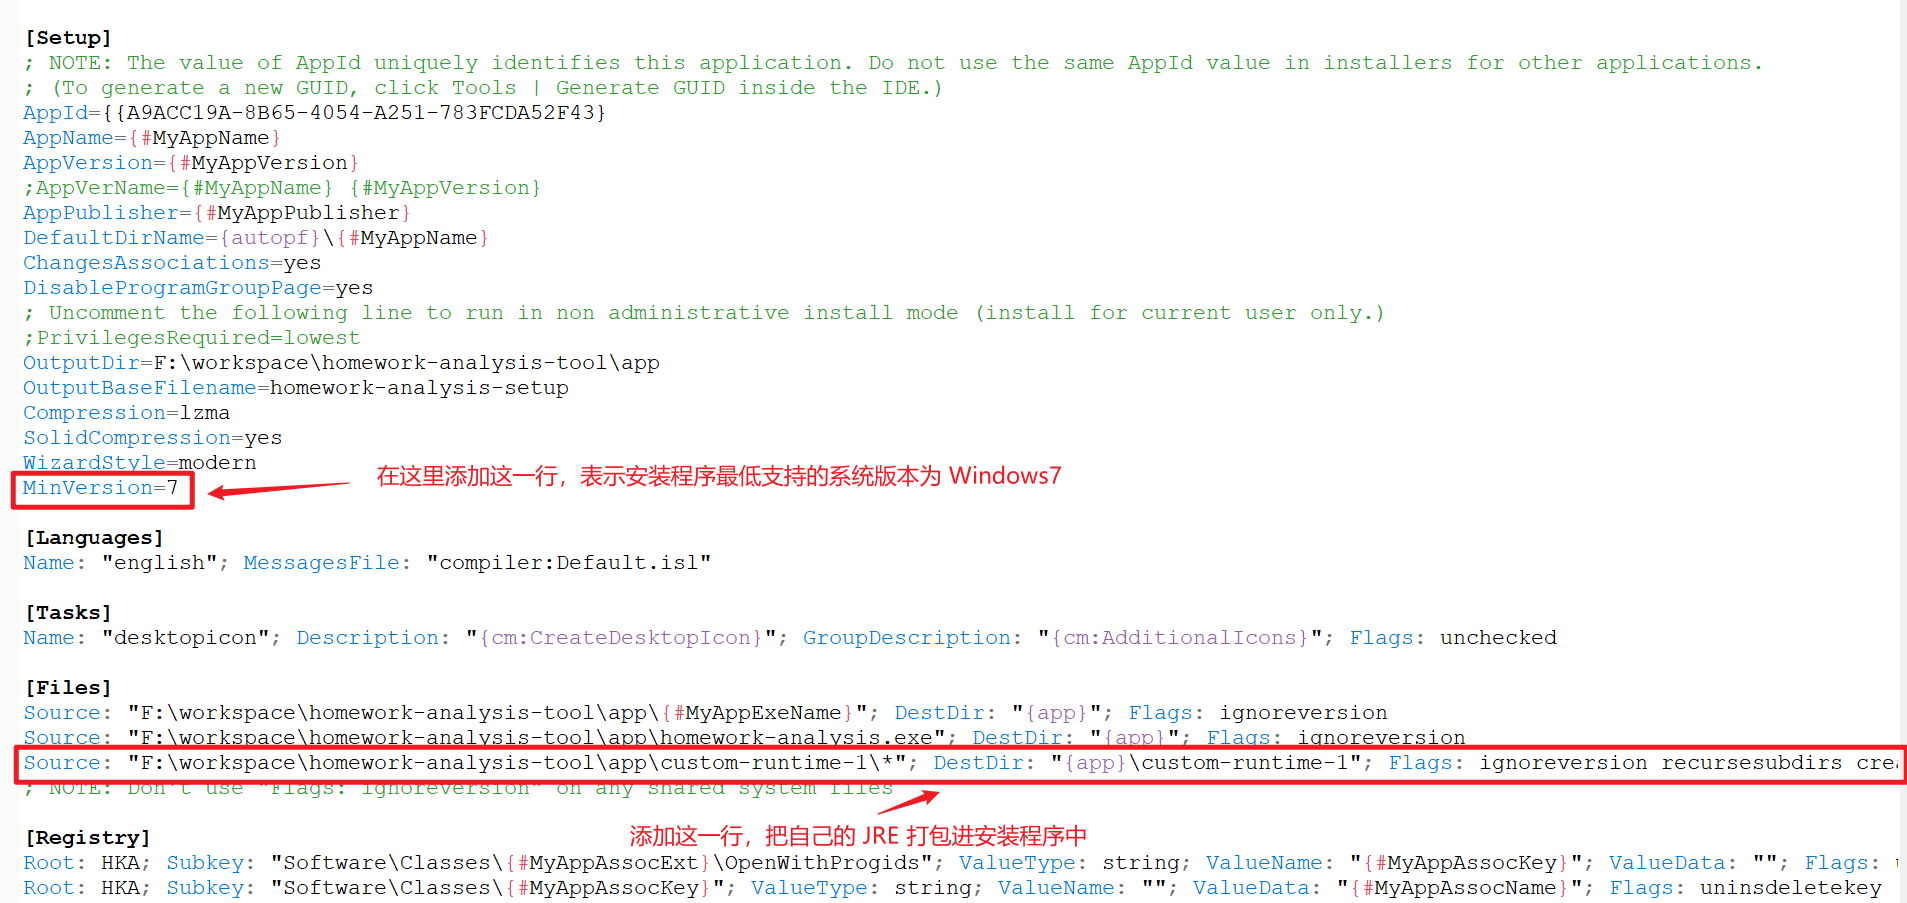 [Setup]
; NOTE: The value of AppId uniquely identifies this application. Do not use the same AppId value in installers for other applications.
; (To generate a new GUID, click Tools | Generate GUID inside the IDE.)
AppId={{A9ACC19A-8B65-4054-A251-783FCDA52F43}
AppName={#MyAppName}
AppVersion={#MyAppVersion}
;AppVerName={#MyAppName} {#MyAppVersion}
AppPublisher={#MyAppPublisher}
DefaultDirName={autopf}\{#MyAppName}
ChangesAssociations=yes
DisableProgramGroupPage=yes
; Uncomment the following line to run in non administrative install mode (install for current user only.)
;PrivilegesRequired=lowest
OutputDir=F:\workspace\homework-analysis-tool\app
OutputBaseFilename=homework-analysis-setup
Compression=lzma
SolidCompression=yes
WizardStyle=modern
MinVersion=7
在这里添加这一行，表示安装程序最低支持的系统版本为 Windows7
[Languages]
Name: "english"; MessagesFile: "compiler:Default.isl"
[Tasks]
Name: "desktopicon"; Description: "{cm:CreateDesktopIcon}"; GroupDescription: "{cm:AdditionalIcons}"; Flags: unchecked
[Files]
Source: "F:\workspace\homework-analysis-tool\app\{#MyAppExeName}"; DestDir: "{app}"; Flags: ignoreversion
Source: "F:\workspace\homework-analysis-tool\app\homework-analysis.exe"; DestDir: "{app}"; Flags: ignoreversion
Source: "F:\workspace\homework-analysis-tool\app\custom-runtime-1\*"; DestDir: "{app}\custom-runtime-1"; Flags: ignoreversion recursesubdirs crea
; NOTE: Don't use "Flags: ignoreversion" on any shared system files
添加这一行，把自己的 JRE 打包进安装程序中
[Registry]
Root: HKA; Subkey: "Software\Classes\{#MyAppAssocExt}\OpenWithProgids"; ValueType: string; ValueName: "{#MyAppAssocKey}"; ValueData: ""; Flags:
Root: HKA; Subkey: "Software\Classes\{#MyAppAssocKey}"; ValueType: string; ValueName: ""; ValueData: "{#MyAppAssocName}"; Flags: uninsdeletekey